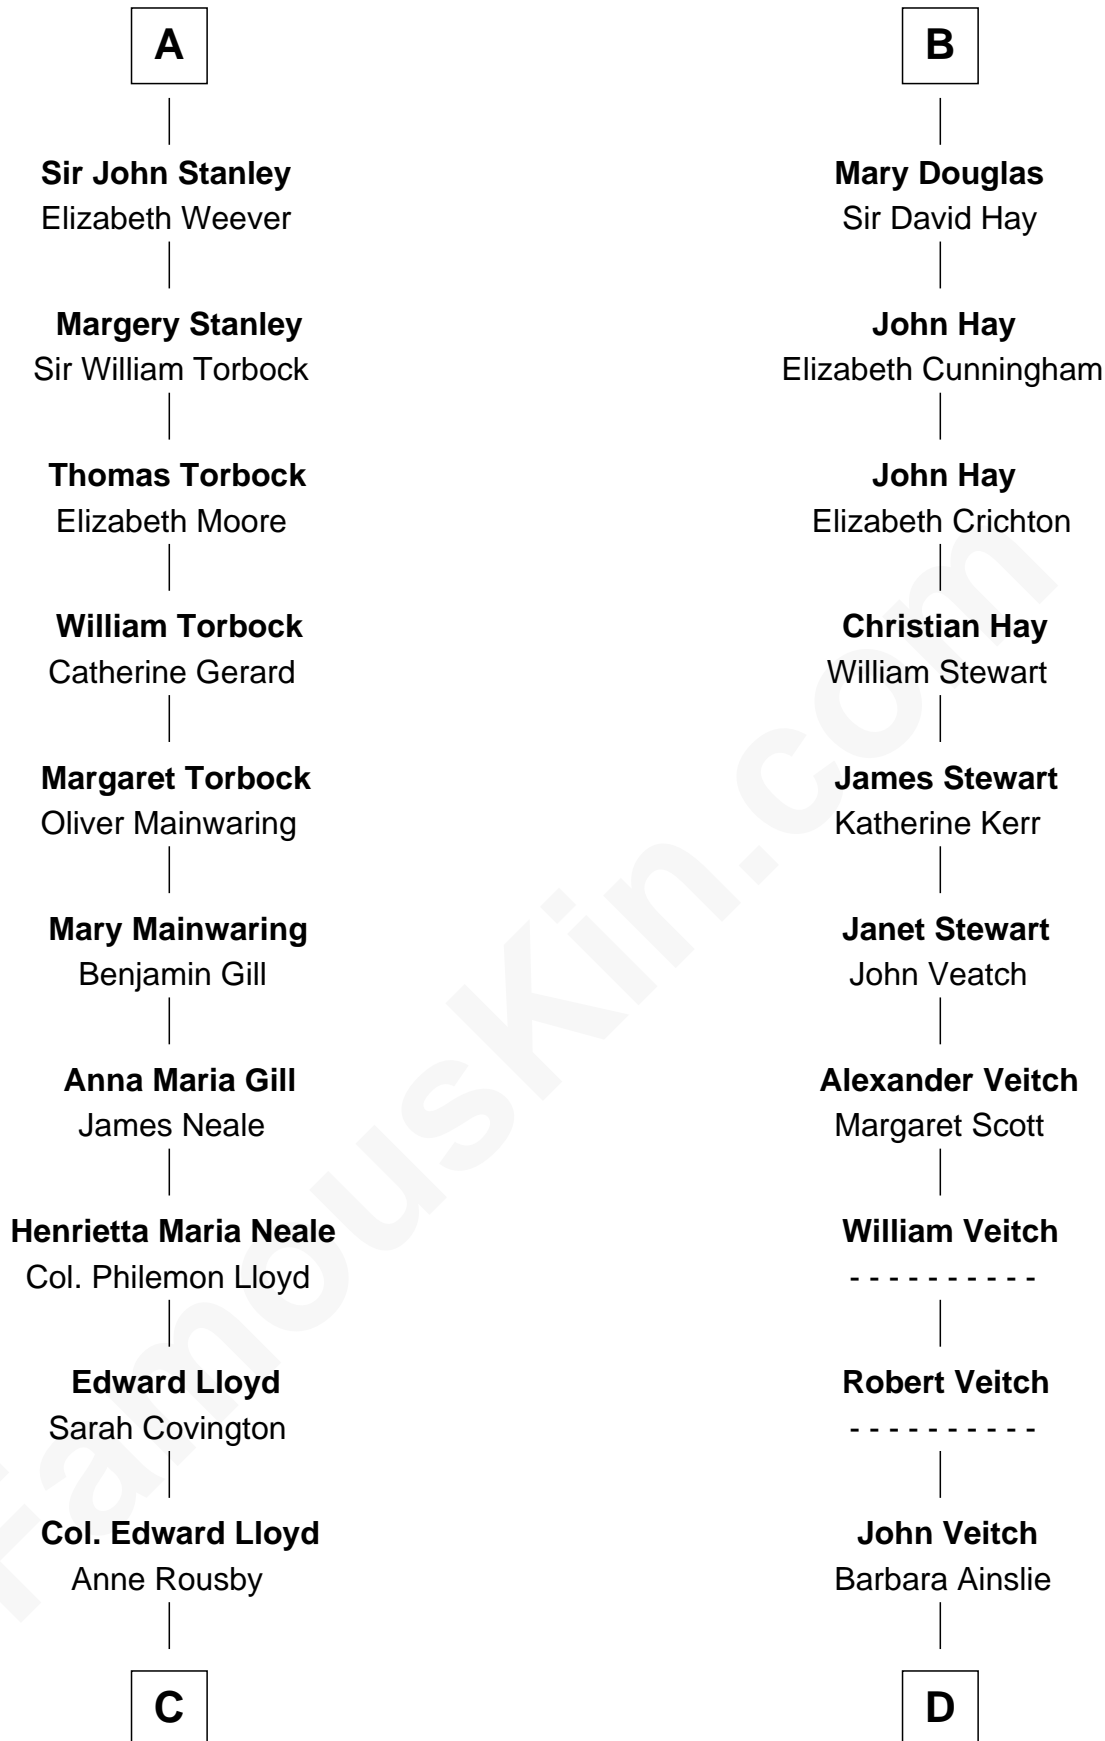 A
Sir John Stanley
Elizabeth Weever
Margery Stanley
Sir William Torbock
Thomas Torbock
Elizabeth Moore
William Torbock
Catherine Gerard
Margaret Torbock
Oliver Mainwaring
Mary Mainwaring
Benjamin Gill
Anna Maria Gill
James Neale
Henrietta Maria Neale
Col. Philemon Lloyd
Edward Lloyd
Sarah Covington
Col. Edward Lloyd
Anne Rousby
C
B
Mary Douglas
Sir David Hay
John Hay
Elizabeth Cunningham
John Hay
Elizabeth Crichton
Christian Hay
William Stewart
James Stewart
Katherine Kerr
Janet Stewart
John Veatch
Alexander Veitch
Margaret Scott
William Veitch
- - - - - - - - - -
Robert Veitch
- - - - - - - - - -
John Veitch
Barbara Ainslie
D
FamousKin.com